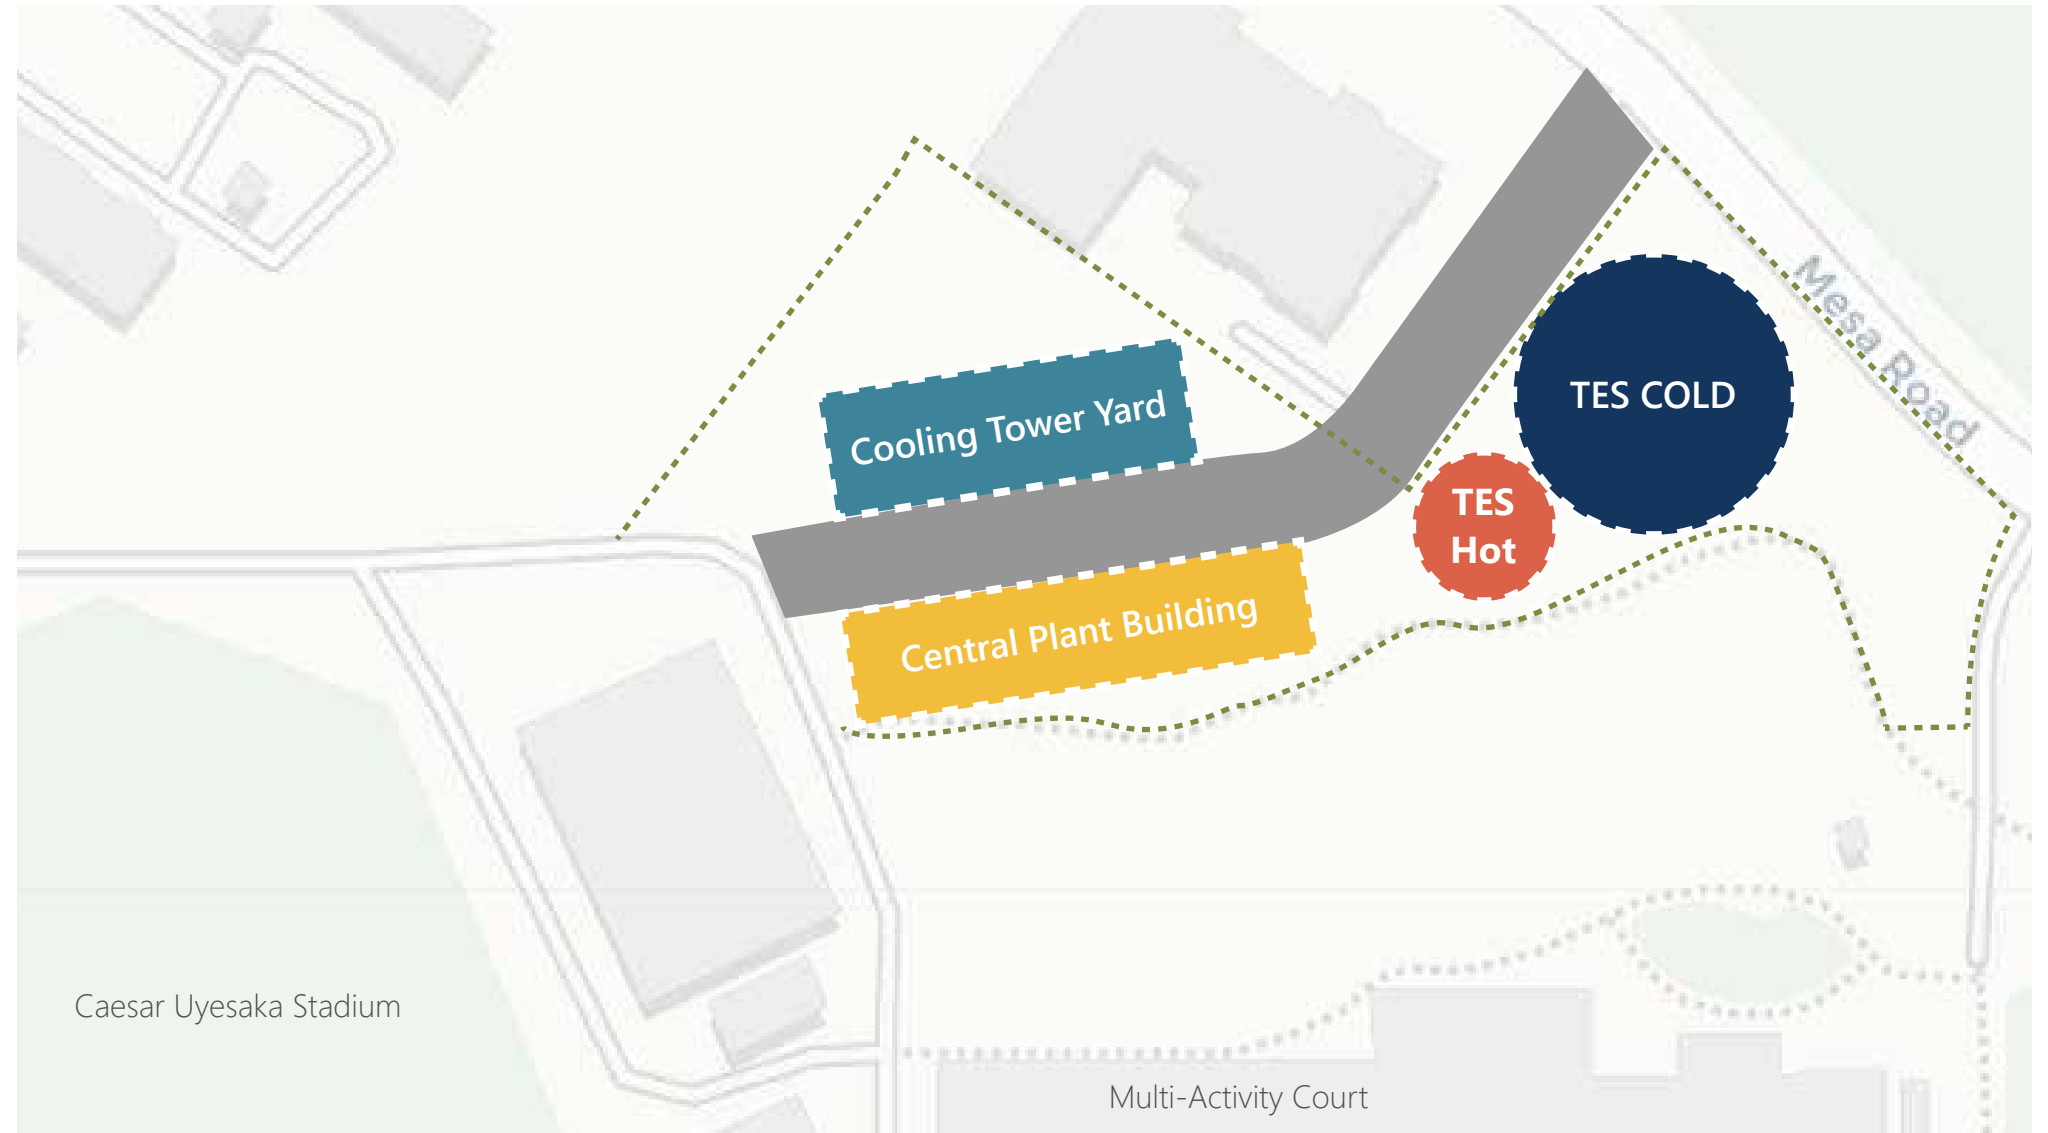 Mesa Road
TES COLD
Cooling Tower Yard
TES
Hot
Central Plant Building
Caesar Uyesaka Stadium
Multi-Activity Court